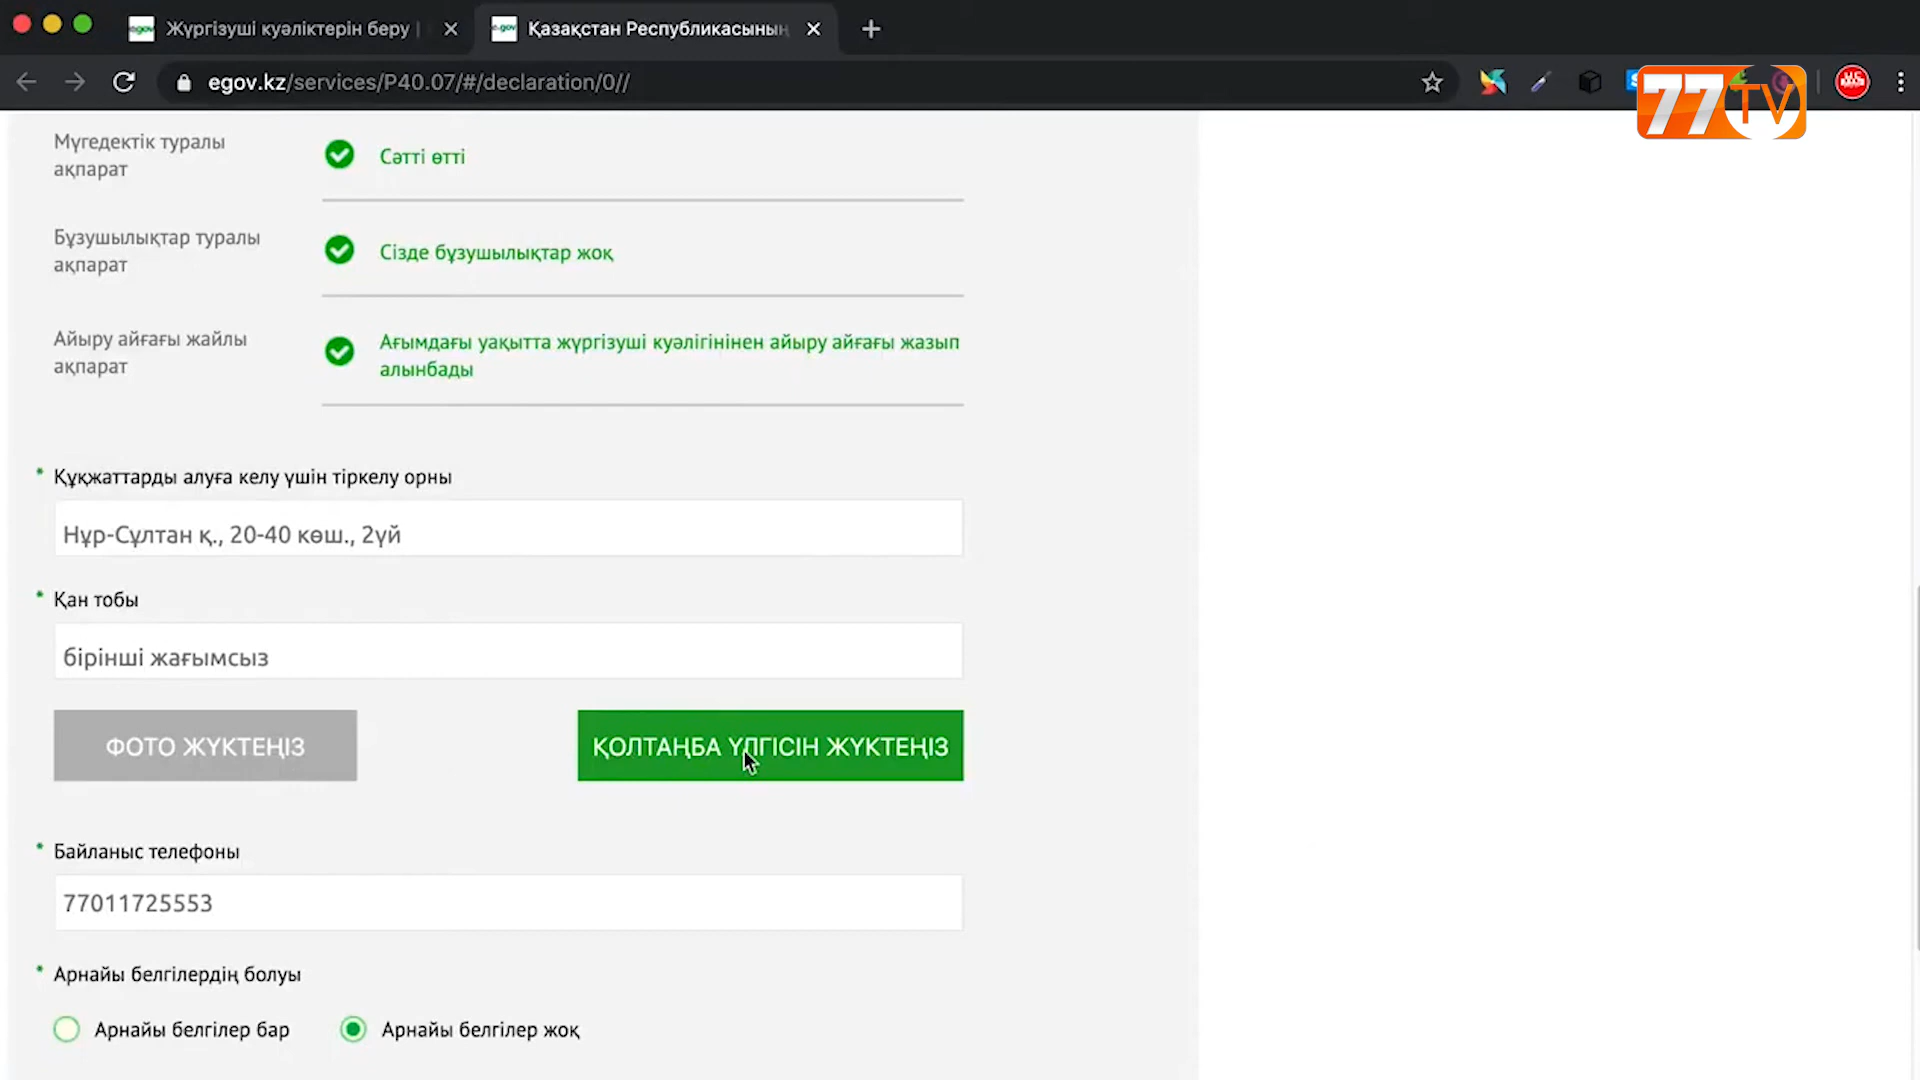 Жүргізуші куәліктерін беру |
Қазақстан Республикасының
egov.kz/services/P40.07/#/declaration/0//
77TV
Мүгедектік туралы
ақпарат
Сәтті өтті
Бұзушылықтар туралы
ақпарат
Сізде бұзушылықтар жоқ
Айыру айғағы жайлы
ақпарат
Ағымдағы уақытта жүргізуші куәлігінінен айыру айғағы жазып
алынбады
* Құқжаттарды алуға келу үшін тіркелу орны
Нұр-Сұлтан қ., 20-40 көш., 2үй
* Қан тобы
бірінші жағымсыз
ФОТО ЖҮКТЕҢІЗ
ҚОЛТАҢБА ҮЛГІСІН ЖҮКТЕҢІЗ
* Байланыс телефоны
77011725553
* Арнайы белгілердің болуы
Арнайы белгілер бар
Арнайы белгілер жоқ